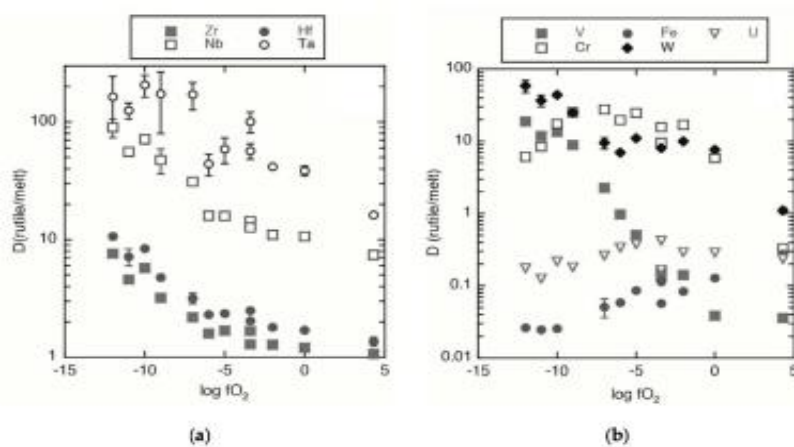 Zr Hf
Nb Ta
100
10
1
D(rutile/melt)
-15 -10 -5 0 5
log fO₂
(a)
V Fe U
Cr W
100
10
1
0.1
0.01
D (rutile/melt)
-15 -10 -5 0 5
log fO₂
(b)